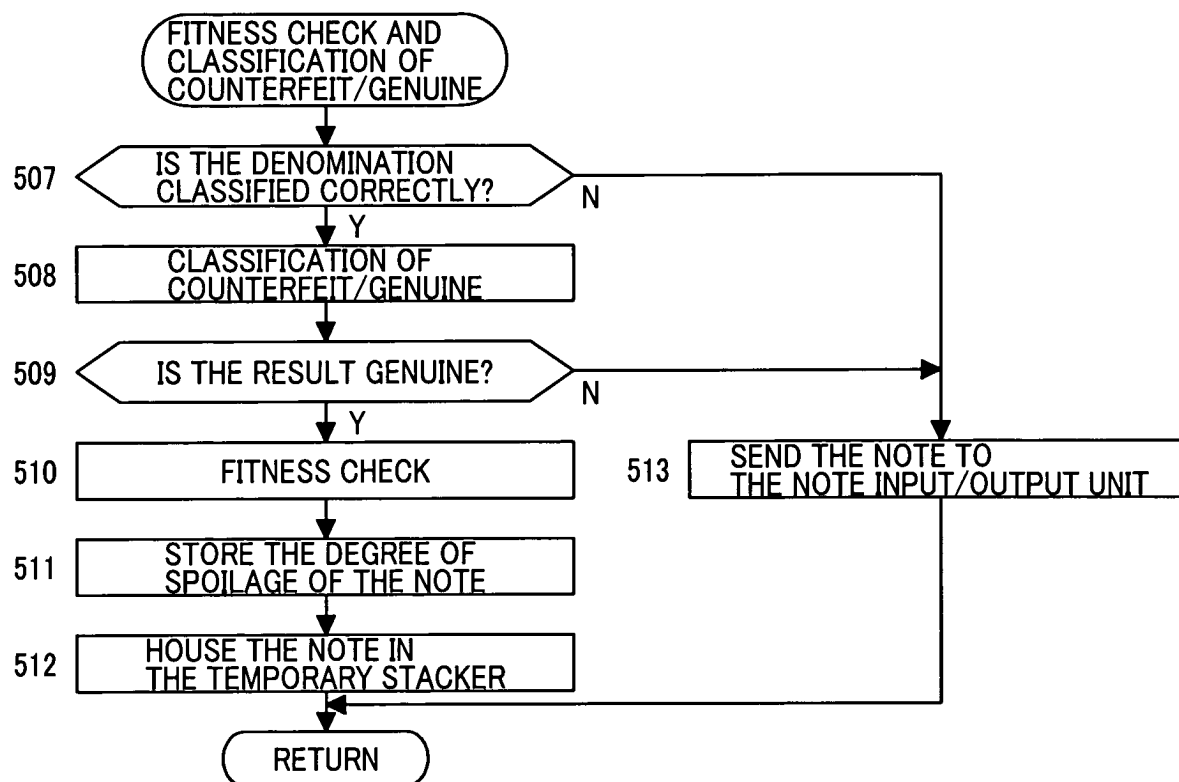 FITNESS CHECK AND
CLASSIFICATION OF
COUNTERFEIT/GENUINE
507
IS THE DENOMINATION
CLASSIFIED CORRECTLY?
N
Y
508
CLASSIFICATION OF
COUNTERFEIT/GENUINE
509
IS THE RESULT GENUINE?
N
Y
510
FITNESS CHECK
513
SEND THE NOTE TO
THE NOTE INPUT/OUTPUT UNIT
511
STORE THE DEGREE OF
SPOILAGE OF THE NOTE
512
HOUSE THE NOTE IN
THE TEMPORARY STACKER
RETURN